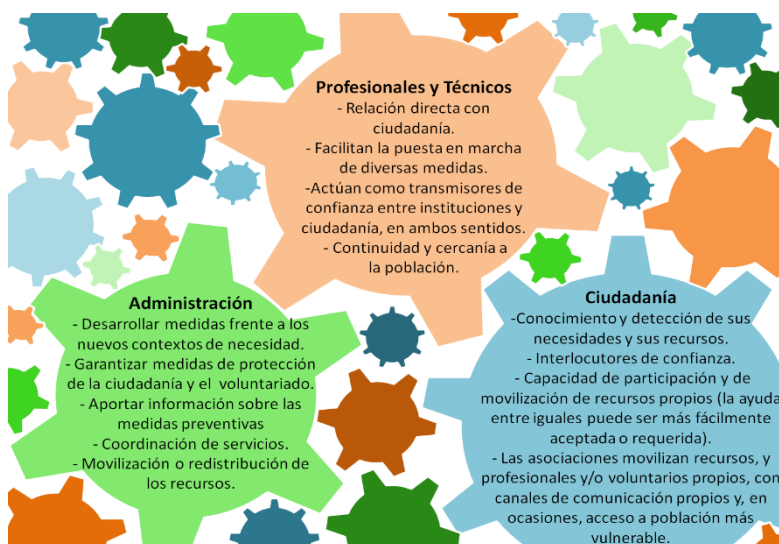 Profesionales y Técnicos
- Relación directa con
ciudadanía.
- Facilitan la puesta en marcha
de diversas medidas.
-Actúan como transmisores de
confianza entre instituciones y
ciudadanía, en ambos sentidos.
- Continuidad y cercanía a
la población.
Administración
- Desarrollar medidas frente a los
nuevos contextos de necesidad.
- Garantizar medidas de protección
de la ciudadanía y el voluntariado.
- Aportar información sobre las
medidas preventivas
- Coordinación de servicios.
- Movilización o redistribución de
los recursos.
Ciudadanía
-Conocimiento y detección de sus
necesidades y sus recursos.
- Interlocutores de confianza.
- Capacidad de participación y de
movilización de recursos propios (la ayuda
entre iguales puede ser más fácilmente
aceptada o requerida).
- Las asociaciones movilizan recursos, y
profesionales y/o voluntarios propios, con
canales de comunicación propios y, en
ocasiones, acceso a población más
vulnerable.